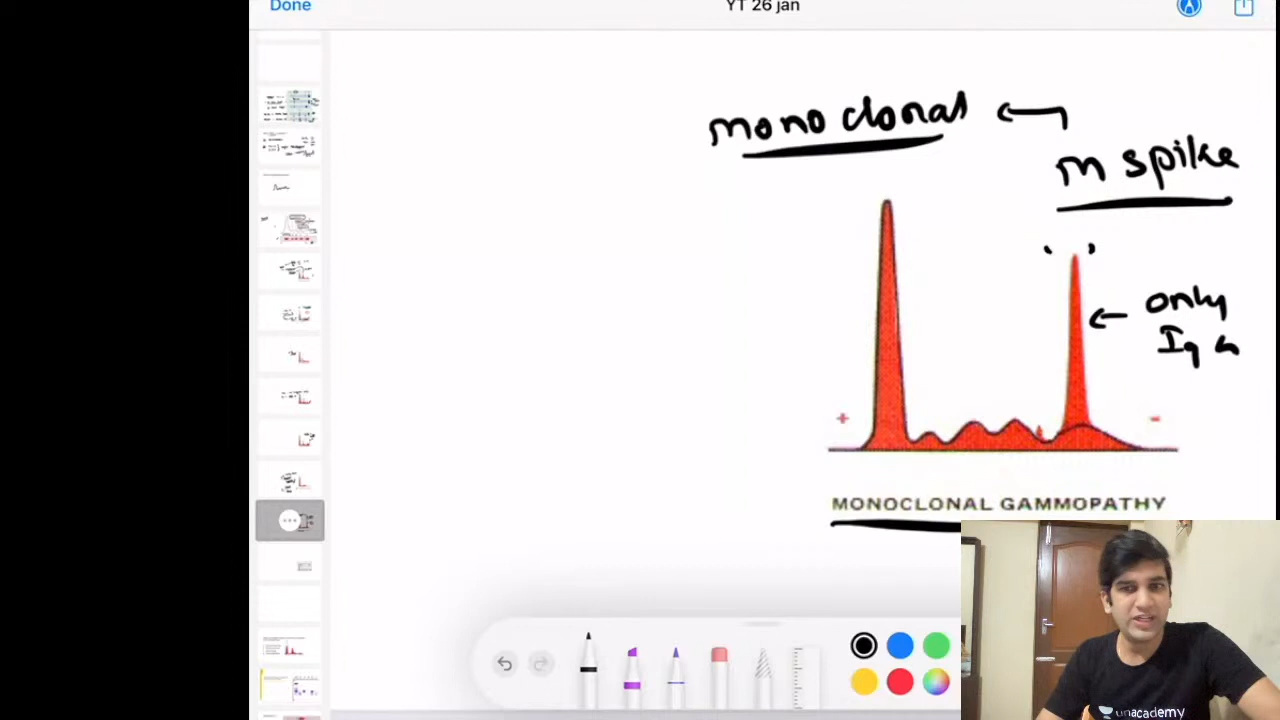 Done
YT 26 jan
monoclonal
M spike
only
Ig G
+
-
MONOCLONAL GAMMOPATHY
unacademy